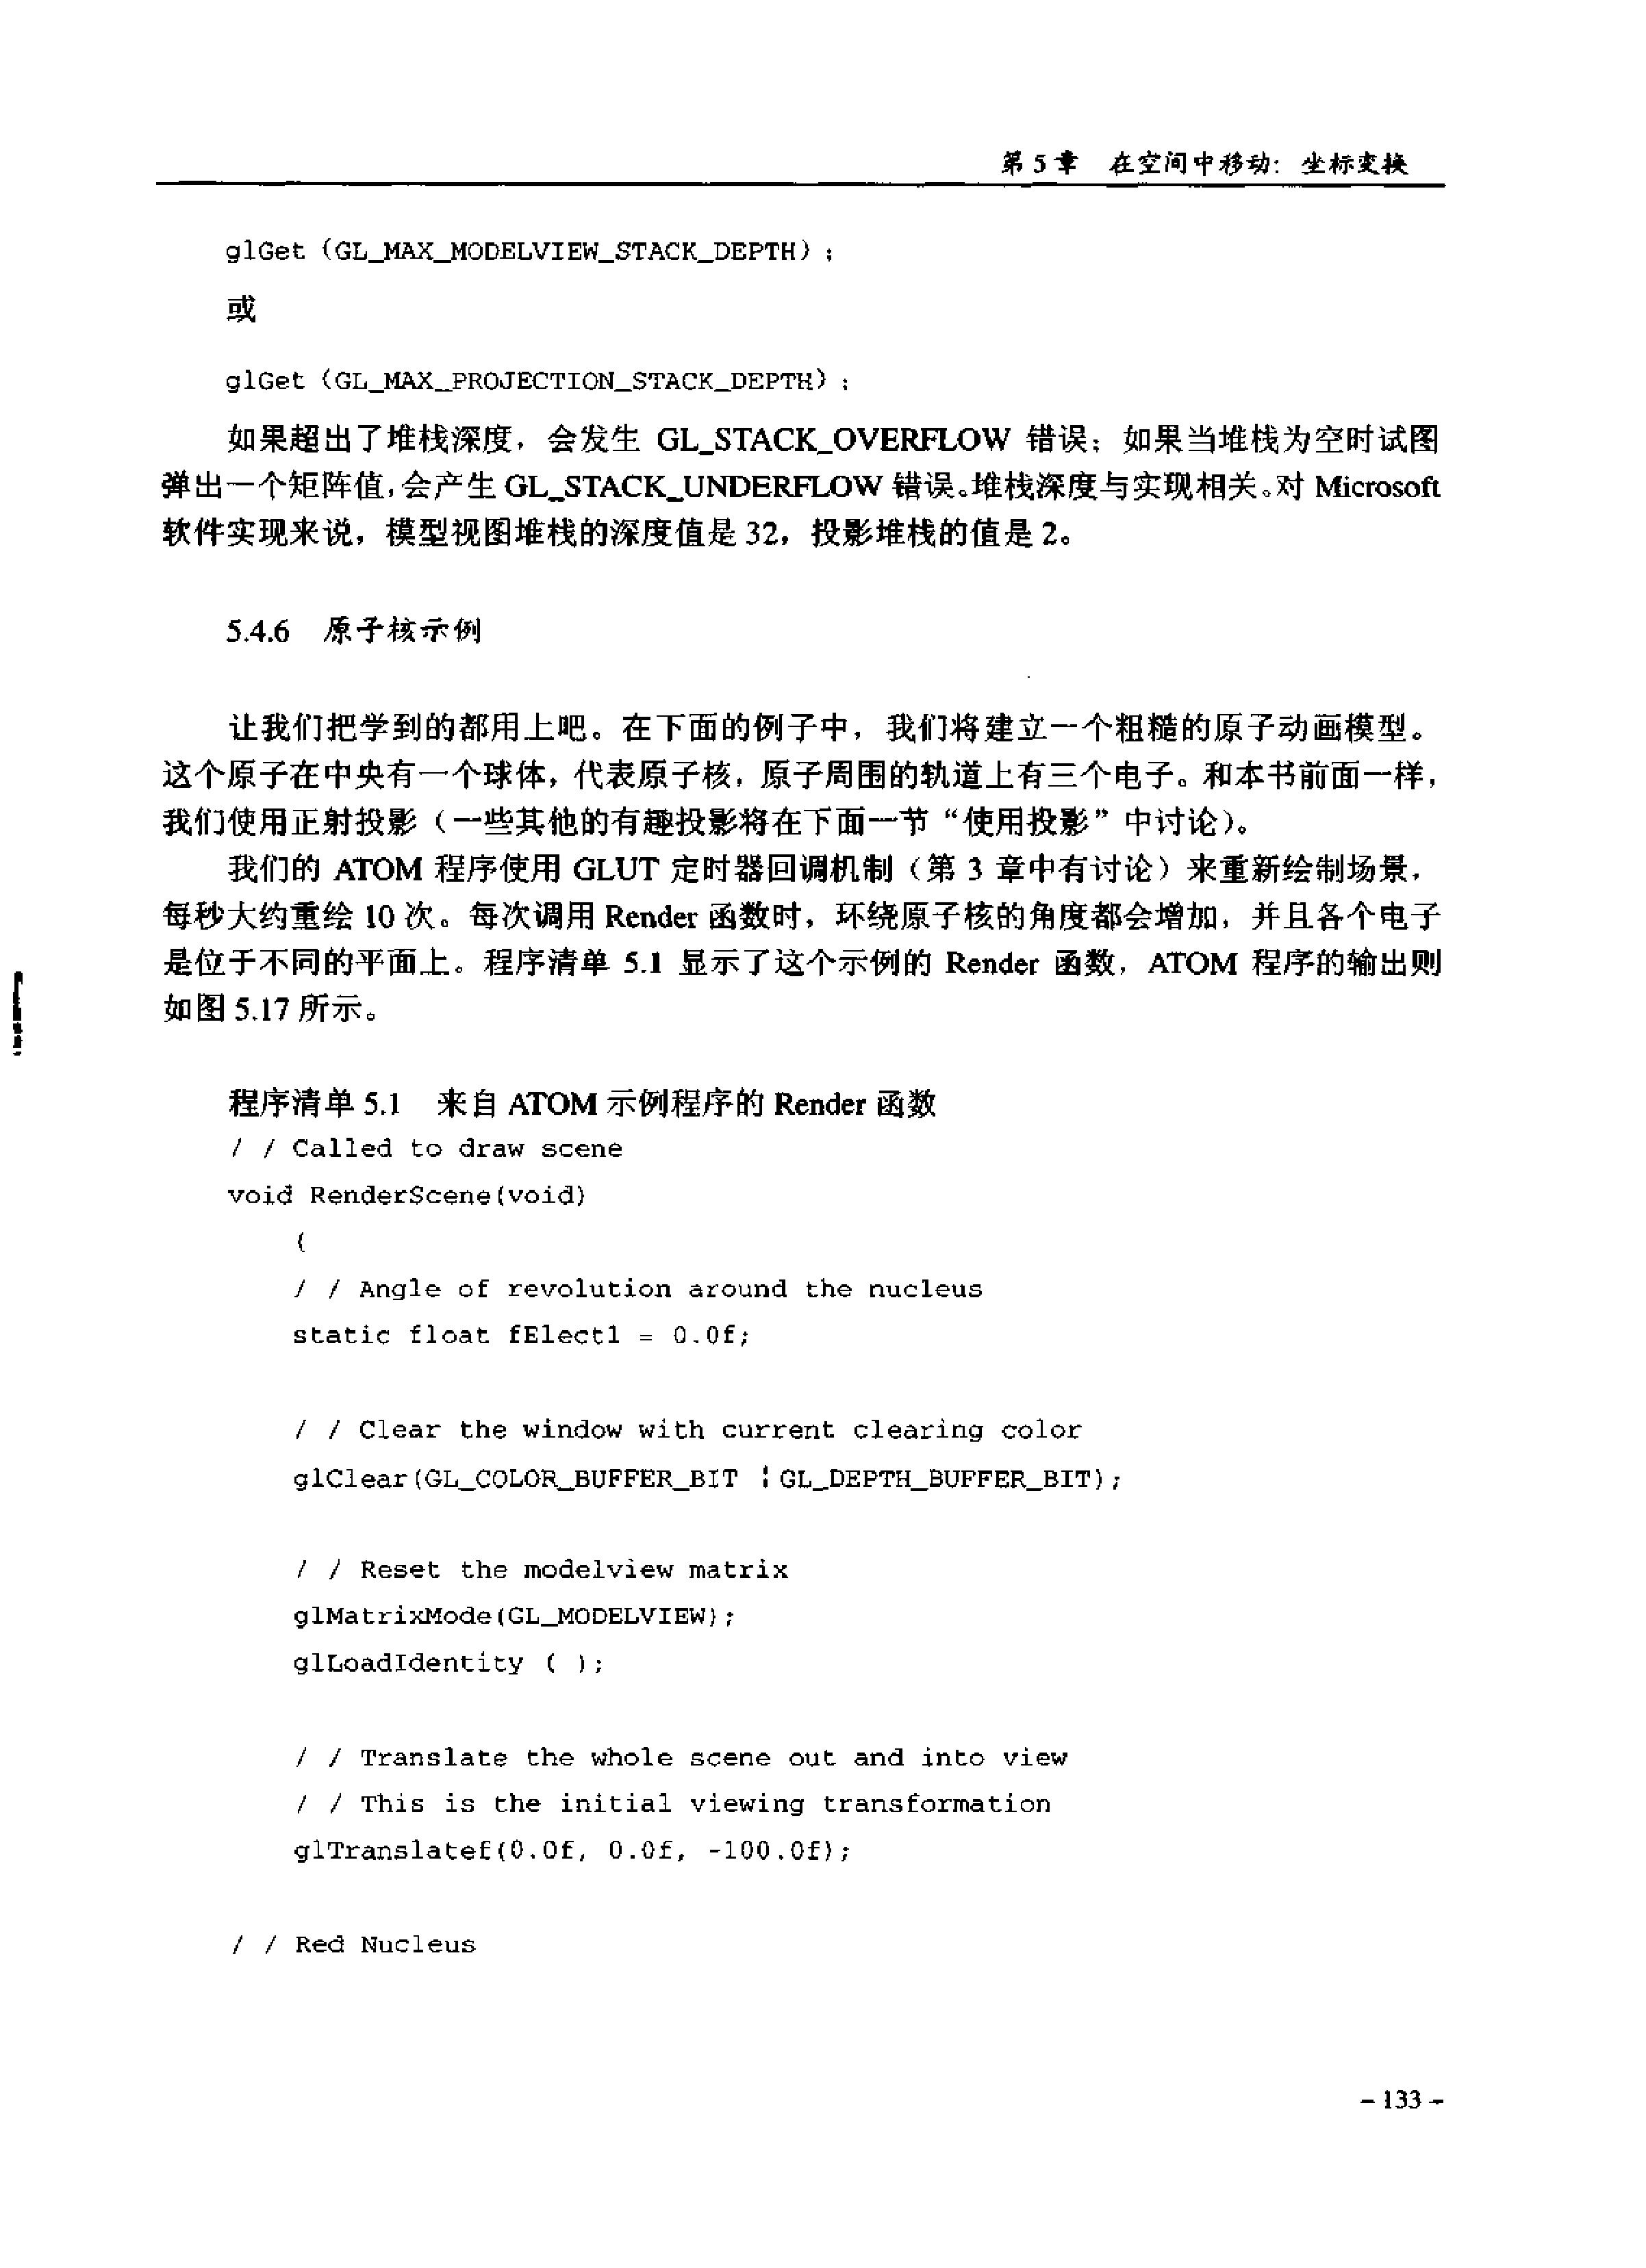 第 5 章 在空间中移动: 坐标变换
glGet (GL_MAX_MODELVIEW_STACK_DEPTH) ;
或
glGet (GL_MAX_PROJECTION_STACK_DEPTH) ;
如果超出了堆栈深度，会发生 GL_STACK_OVERFLOW 错误；如果当堆栈为空时试图
弹出一个矩阵值，会产生 GL_STACK_UNDERFLOW 错误。堆栈深度与实现相关。对 Microsoft
软件实现来说，模型视图堆栈的深度值是 32，投影堆栈的值是 2。
5.4.6 原子核示例
让我们把学到的都用上吧。在下面的例子中，我们将建立一个粗糙的原子动画模型。
这个原子在中央有一个球体，代表原子核，原子周围的轨道上有三个电子。和本书前面一样，
我们使用正射投影（一些其他的有趣投影将在下面一节“使用投影”中讨论）。
我们的 ATOM 程序使用 GLUT 定时器回调机制（第 3 章中有讨论）来重新绘制场景，
每秒大约重绘 10 次。每次调用 Render 函数时，环绕原子核的角度都会增加，并且各个电子
是位于不同的平面上。程序清单 5.1 显示了这个示例的 Render 函数，ATOM 程序的输出则
如图 5.17 所示。
程序清单 5.1 来自 ATOM 示例程序的 Render 函数
/ / Called to draw scene
void RenderScene(void)
{
/ / Angle of revolution around the nucleus
static float fElect1 = 0.0f;
/ / Clear the window with current clearing color
glClear(GL_COLOR_BUFFER_BIT ¦ GL_DEPTH_BUFFER_BIT);
/ / Reset the modelview matrix
glMatrixMode(GL_MODELVIEW);
glLoadIdentity ( );
/ / Translate the whole scene out and into view
/ / This is the initial viewing transformation
glTranslatef(0.0f, 0.0f, -100.0f);
/ / Red Nucleus
- 133 -